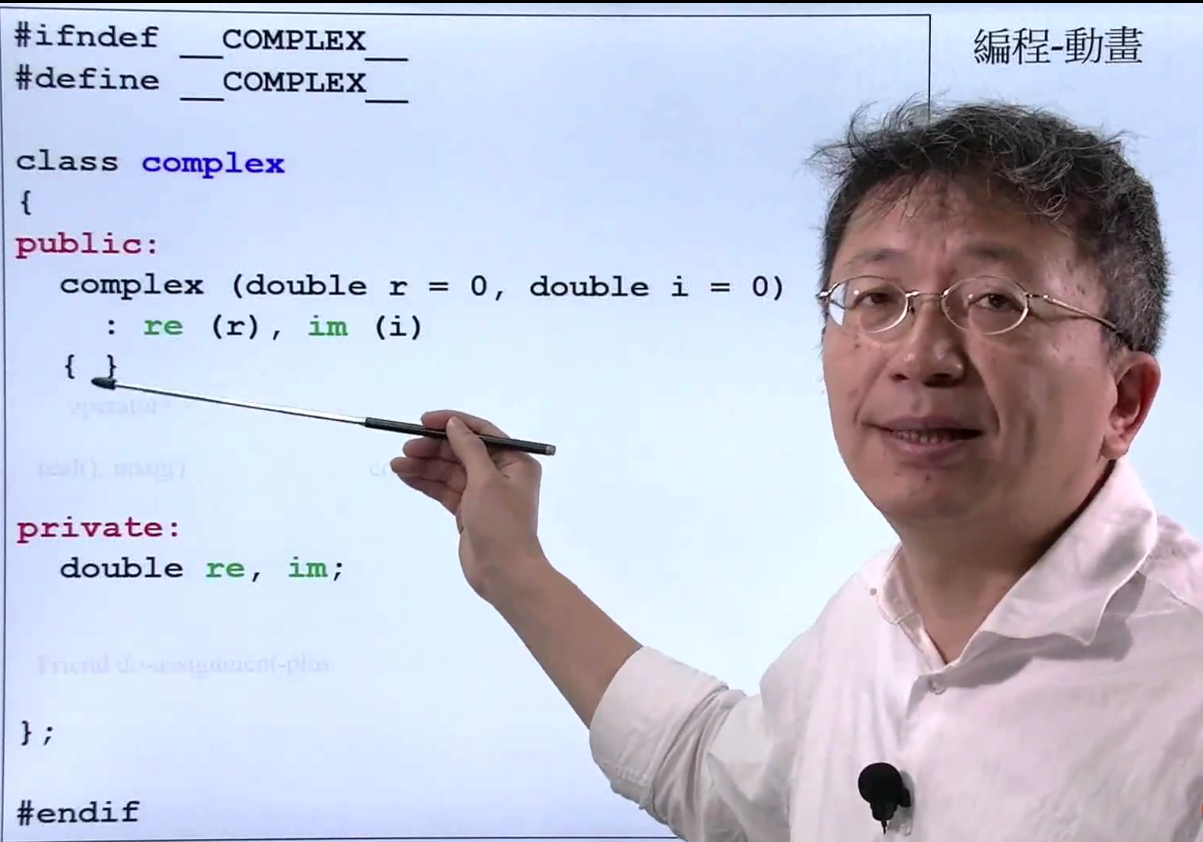 #ifndef __COMPLEX__
#define __COMPLEX__
編程-動畫
class complex
{
public:
complex (double r = 0, double i = 0)
: re (r), im (i)
{ }
operator+
real(), imag()
private:
double re, im;
Friend do-assignment-plus
};
#endif